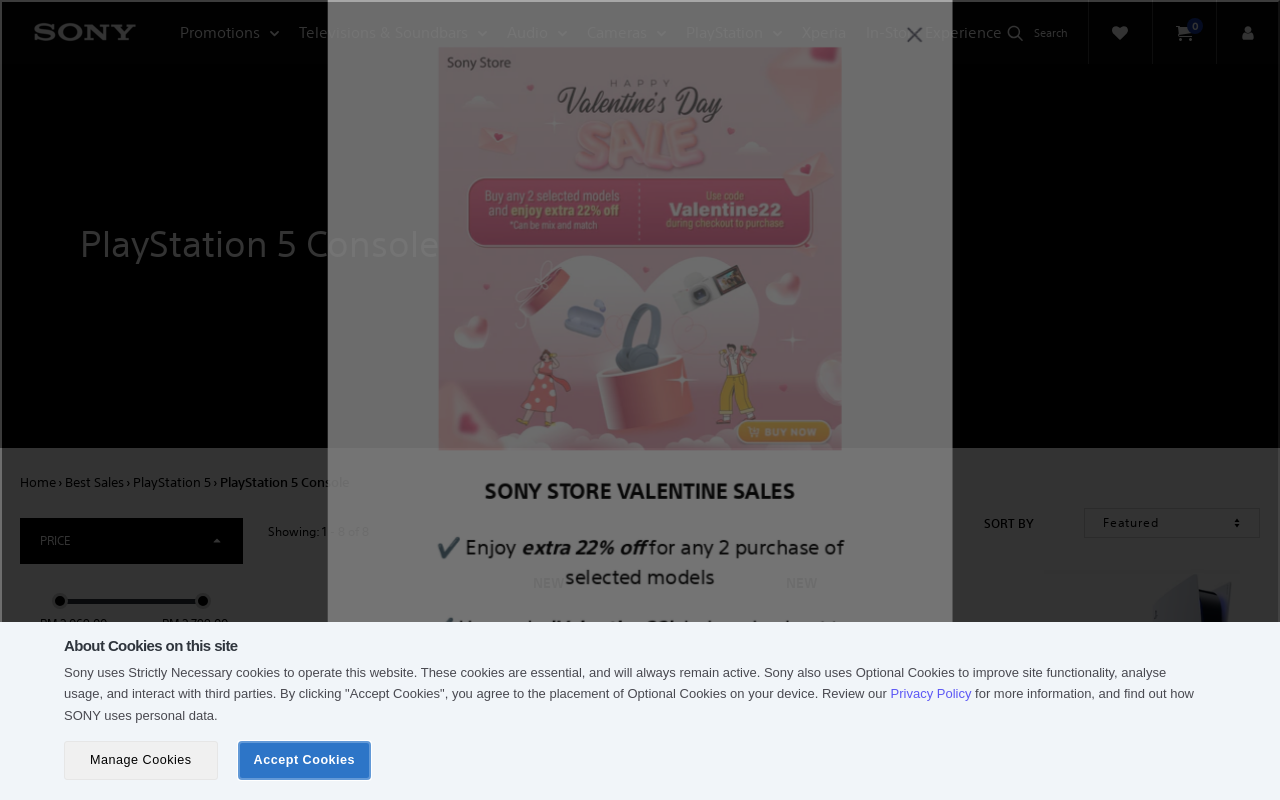 SONY
Promotions
Televisions & Soundbars
Audio
Cameras
PlayStation
Xperia
In-Store Experience
Search
0
Sony Store
HAPPY
Valentine's Day
SALE
Buy any 2 selected models
and enjoy extra 22% off
*Can be mix and match
Use code
Valentine22
during checkout to purchase
BUY NOW
PlayStation 5 Console
SONY STORE VALENTINE SALES
Home › Best Sales › PlayStation 5 › PlayStation 5 Console
PRICE
Showing: 1 - 8 of 8
SORT BY
Featured
✔ Enjoy extra 22% off for any 2 purchase of
selected models
NEW
NEW
About Cookies on this site
Sony uses Strictly Necessary cookies to operate this website. These cookies are essential, and will always remain active. Sony also uses Optional Cookies to improve site functionality, analyse
usage, and interact with third parties. By clicking "Accept Cookies", you agree to the placement of Optional Cookies on your device. Review our Privacy Policy for more information, and find out how
SONY uses personal data.
Manage Cookies
Accept Cookies